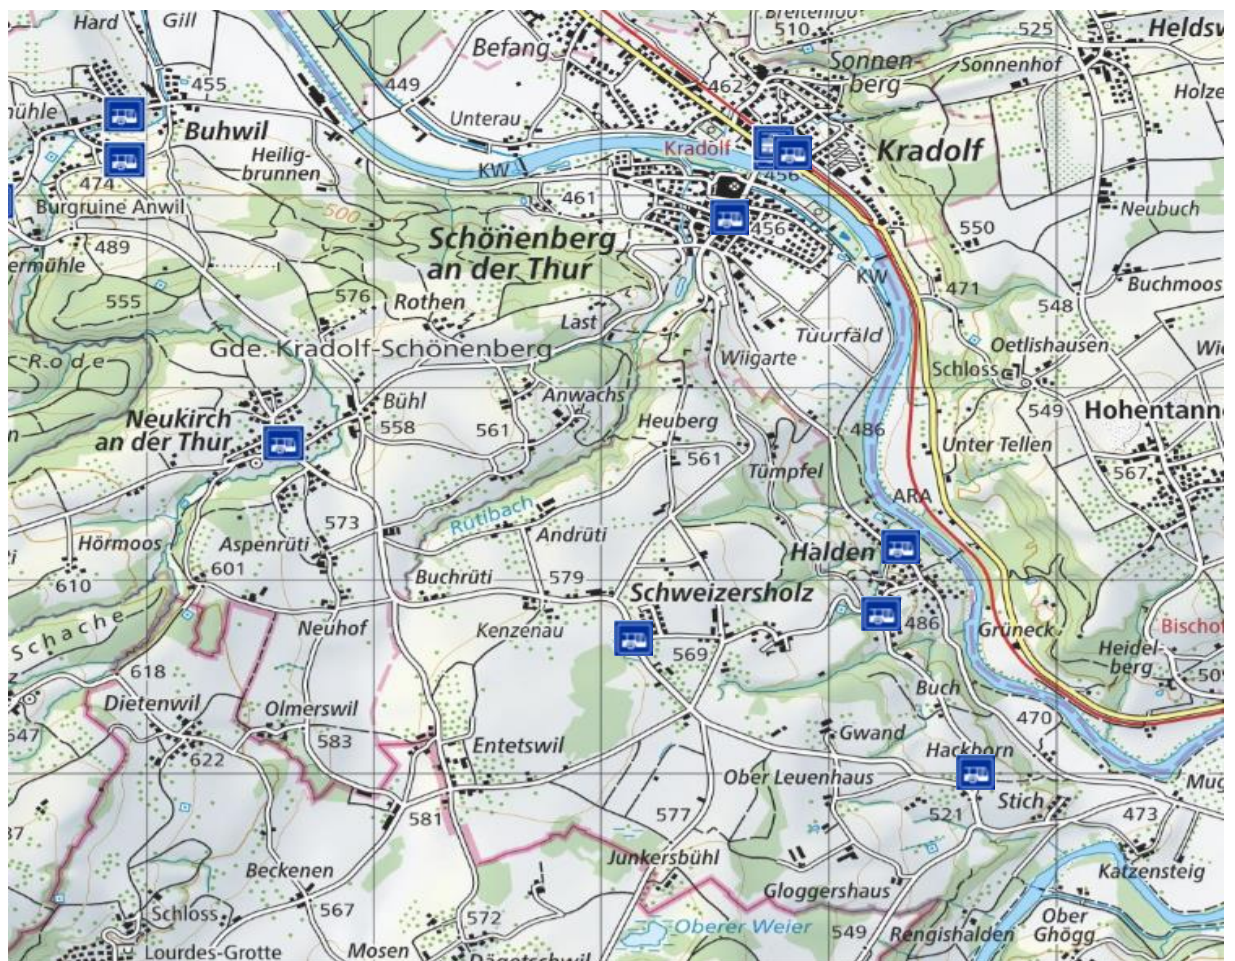 Hard
Gill
Befang
510
525
Heldsw
455
449
462
Sonnen-
berg
Sonnenhof
Holze
Buhwil
Unterau
Kradolf
Kradolf
Heilig-
brunnen
KW
456
474
Burgruine Anwil
500
461
456
Neubuch
489
Schönenberg
an der Thur
550
KW
471
Buchmoos
555
576
Rothen
Last
548
Tüürfäld
Oetlishausen
Gde. Kradolf-Schönenberg
Wiigarte
Rode
Schloss
Neukirch
an der Thur
Bühl
558
Anwachs
561
Heuberg
561
486
549
Hohentann
Unter Tellen
567
Tümpfel
ARA
Rütibach
573
Andrüti
Hörmoos
Aspenrüti
601
610
Buchrüti
579
Halden
Schweizersholz
Schache
Neuhof
Kenzenau
569
486
Grüneck
Bischof
Heidel-
berg
618
Dietenwil
Olmerswil
583
Buch
470
647
Entetswil
Gwand
Hackborn
622
Ober Leuenhaus
Stich
581
577
521
473
Junkersbühl
Katzensteig
Beckenen
Gloggershaus
567
572
Schloss
Oberer Weier
549
Rengishalden
Ober
Ghögg
Lourdes-Grotte
Mosen
Dägetschwil